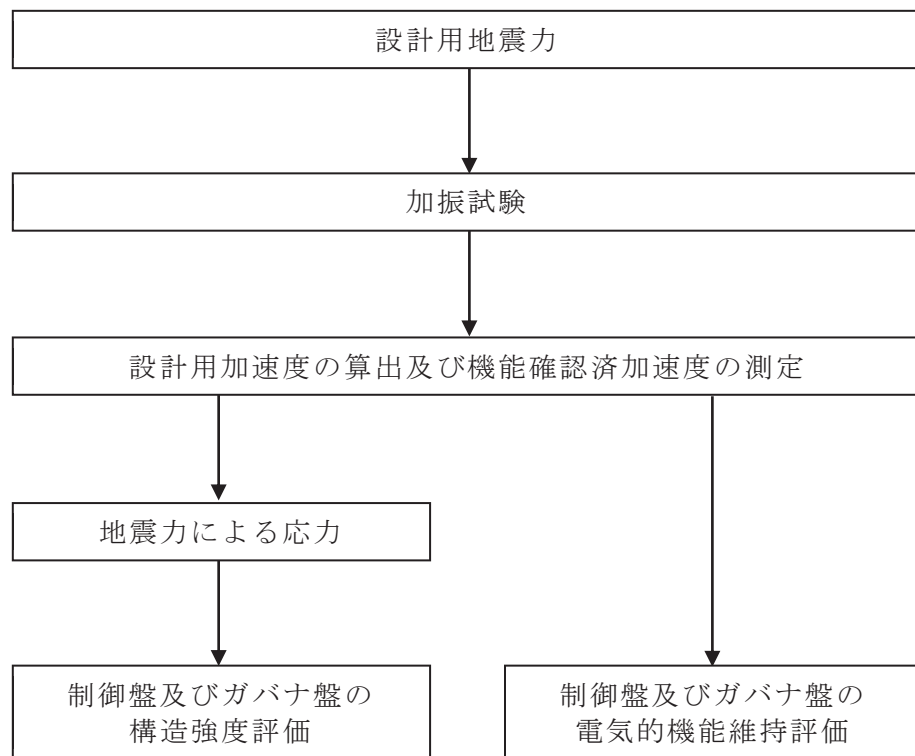 設計用地震力
加振試験
設計用加速度の算出及び機能確認済加速度の測定
地震力による応力
制御盤及びガバナ盤の
構造強度評価
制御盤及びガバナ盤の
電気的機能維持評価